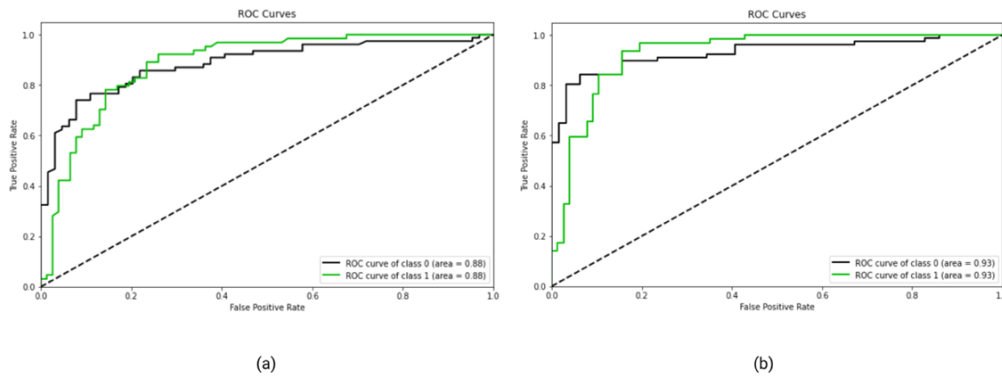 ROC Curves
1.0
0.8
0.6
0.4
0.2
0.0
True Positive Rate
0.0 0.2 0.4 0.6 0.8 1.0
False Positive Rate
ROC curve of class 0 (area = 0.88)
ROC curve of class 1 (area = 0.88)
(a)
ROC Curves
1.0
0.8
0.6
0.4
0.2
0.0
True Positive Rate
0.0 0.2 0.4 0.6 0.8
False Positive Rate
ROC curve of class 0 (area = 0.93)
ROC curve of class 1 (area = 0.93)
(b)